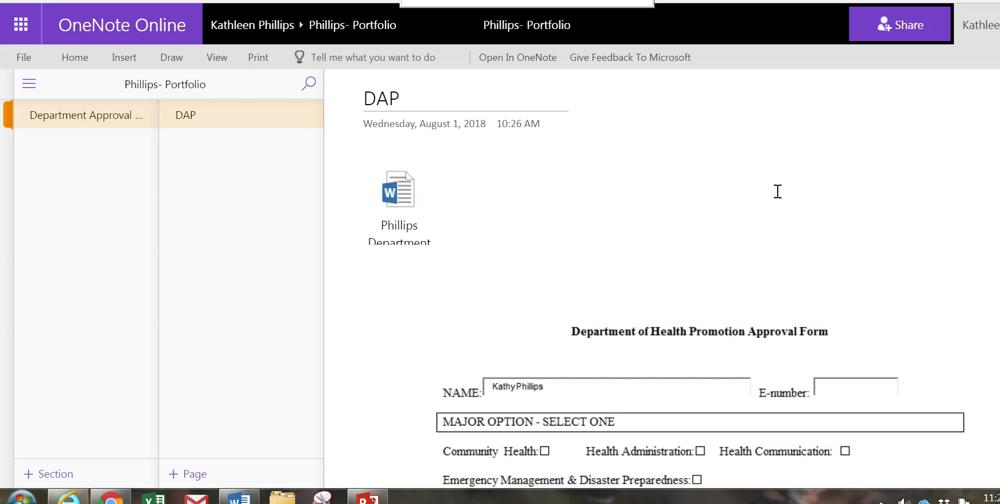 OneNote Online
Kathleen Phillips ▸ Phillips- Portfolio
Phillips- Portfolio
Share
Kathlee
File Home Insert Draw View Print Tell me what you want to do Open In OneNote Give Feedback To Microsoft
Phillips- Portfolio
Department Approval ...
DAP
DAP
Wednesday, August 1, 2018 10:26 AM
Phillips
Department
Department of Health Promotion Approval Form
NAME: Kathy Phillips E-number:
MAJOR OPTION - SELECT ONE
Community Health: Health Administration: Health Communication:
Emergency Management & Disaster Preparedness:
+ Section
+ Page